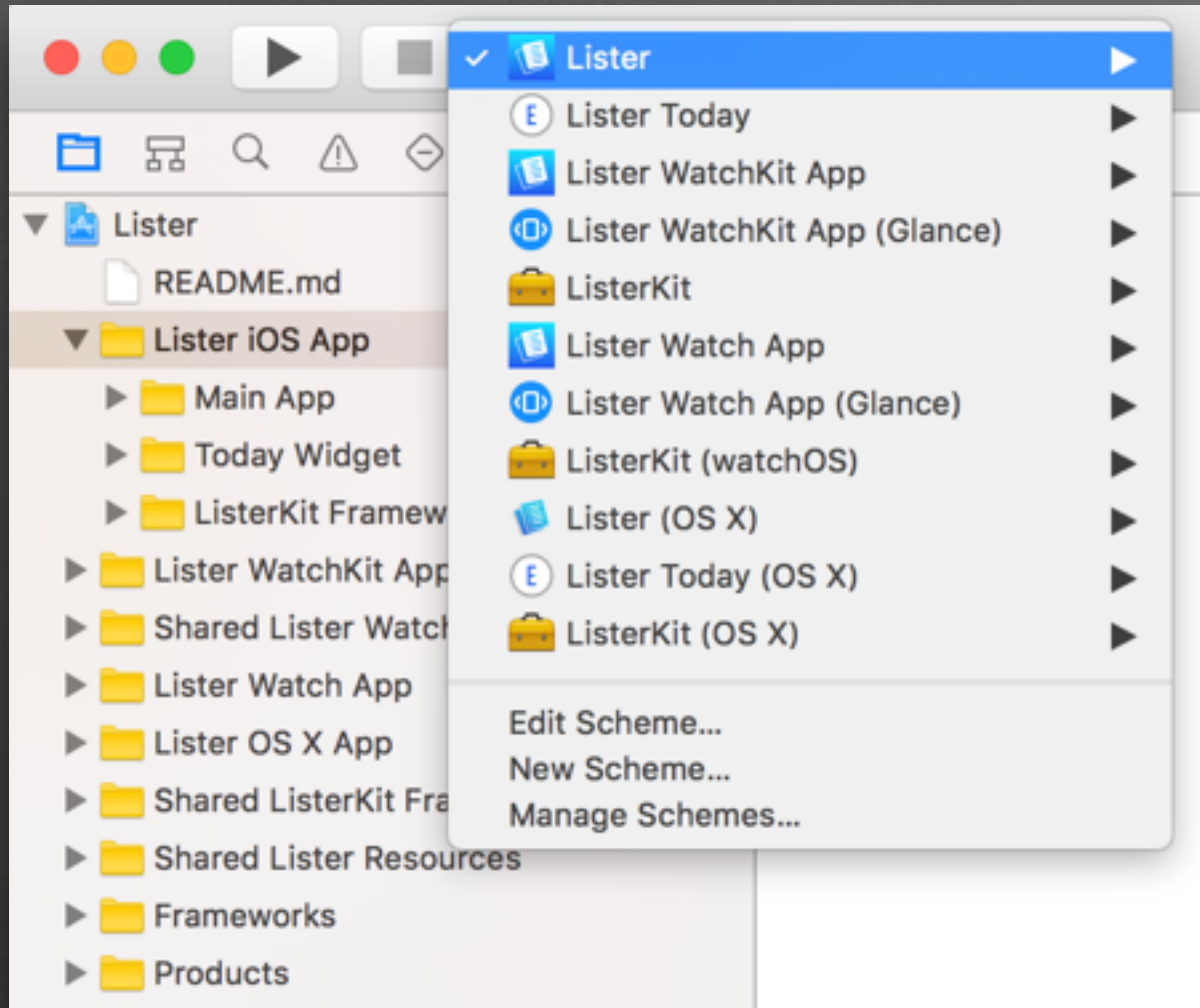 Lister
Lister Today
Lister WatchKit App
Lister WatchKit App (Glance)
ListerKit
Lister Watch App
Lister Watch App (Glance)
ListerKit (watchOS)
Lister (OS X)
Lister Today (OS X)
ListerKit (OS X)
Edit Scheme...
New Scheme...
Manage Schemes...
Lister
README.md
Lister iOS App
Main App
Today Widget
ListerKit Framew
Lister WatchKit App
Shared Lister Watch
Lister Watch App
Lister OS X App
Shared ListerKit Fra
Shared Lister Resources
Frameworks
Products
E
E